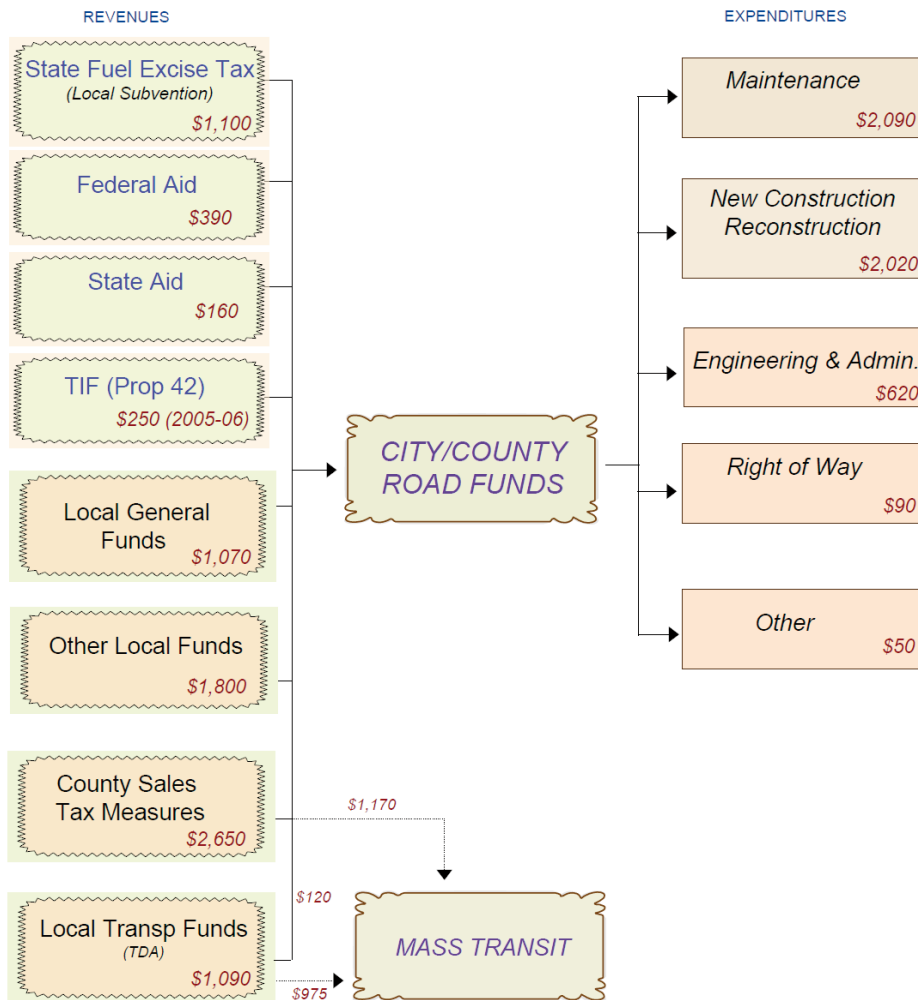 REVENUES
State Fuel Excise Tax
(Local Subvention)
$1,100
Federal Aid
$390
State Aid
$160
TIF (Prop 42)
$250 (2005-06)
Local General
Funds
$1,070
Other Local Funds
$1,800
County Sales
Tax Measures
$2,650
Local Transp Funds
(TDA)
$1,090
CITY/COUNTY
ROAD FUNDS
$1,170
$120
$975
MASS TRANSIT
EXPENDITURES
Maintenance
$2,090
New Construction
Reconstruction
$2,020
Engineering & Admin.
$620
Right of Way
$90
Other
$50